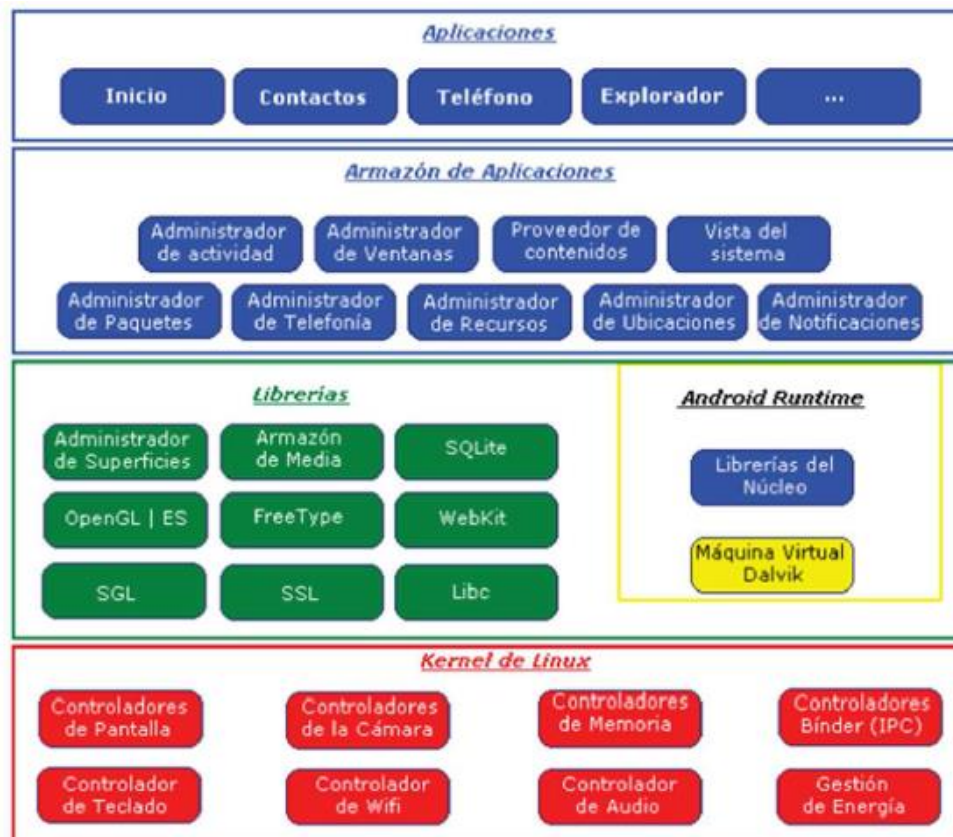 Aplicaciones
Inicio
Contactos
Teléfono
Explorador
...
Armazón de Aplicaciones
Administrador
de actividad
Administrador
de Ventanas
Proveedor de
contenidos
Vista del
sistema
Administrador
de Paquetes
Administrador
de Telefonía
Administrador
de Recursos
Administrador
de Ubicaciones
Administrador
de Notificaciones
Librerías
Administrador
de Superficies
Armazón
de Media
SQLite
OpenGL | ES
FreeType
WebKit
SGL
SSL
Libc
Android Runtime
Librerías del
Núcleo
Máquina Virtual
Dalvik
Kernel de Linux
Controladores
de Pantalla
Controladores
de la Cámara
Controladores
de Memoria
Controladores
Bínder (IPC)
Controlador
de Teclado
Controlador
de Wifi
Controlador
de Audio
Gestión
de Energía